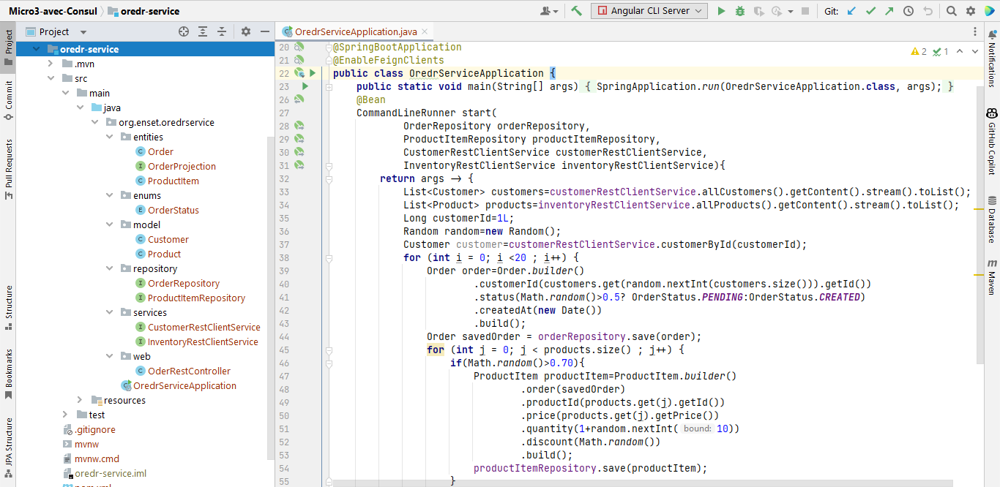 Micro3-avec-Consul
oredr-service
Angular CLI Server
Git:
Project
OredrServiceApplication.java
oredr-service
.mvn
src
main
java
org.enset.oredrservice
entities
Order
OrderProjection
ProductItem
enums
OrderStatus
model
Customer
Product
repository
OrderRepository
ProductItemRepository
services
CustomerRestClientService
InventoryRestClientService
web
OderRestController
OredrServiceApplication
resources
test
.gitignore
mvnw
mvnw.cmd
oredr-service.iml
pom.xml
Project
Commit
Pull Requests
Structure
Bookmarks
JPA Structure
2 1
20 @SpringBootApplication
21 @EnableFeignClients
22 public class OredrServiceApplication {
23 public static void main(String[] args) { SpringApplication.run(OredrServiceApplication.class, args); }
26 @Bean
27 CommandLineRunner start(
28 OrderRepository orderRepository,
29 ProductItemRepository productItemRepository,
30 CustomerRestClientService customerRestClientService,
31 InventoryRestClientService inventoryRestClientService){
32 return args -> {
33 List<Customer> customers=customerRestClientService.allCustomers().getContent().stream().toList();
34 List<Product> products=inventoryRestClientService.allProducts().getContent().stream().toList();
35 Long customerId=1L;
36 Random random=new Random();
37 Customer customer=customerRestClientService.customerById(customerId);
38 for (int i = 0; i <20 ; i++) {
39 Order order=Order.builder()
40 .customerId(customers.get(random.nextInt(customers.size())).getId())
41 .status(Math.random()>0.5? OrderStatus.PENDING:OrderStatus.CREATED)
42 .createdAt(new Date())
43 .build();
44 Order savedOrder = orderRepository.save(order);
45 for (int j = 0; j < products.size() ; j++) {
46 if(Math.random()>0.70){
47 ProductItem productItem=ProductItem.builder()
48 .order(savedOrder)
49 .productId(products.get(j).getId())
50 .price(products.get(j).getPrice())
51 .quantity(1+random.nextInt( bound: 10))
52 .discount(Math.random())
53 .build();
54 productItemRepository.save(productItem);
55 }
Notifications
GitHub Copilot
Database
m Maven